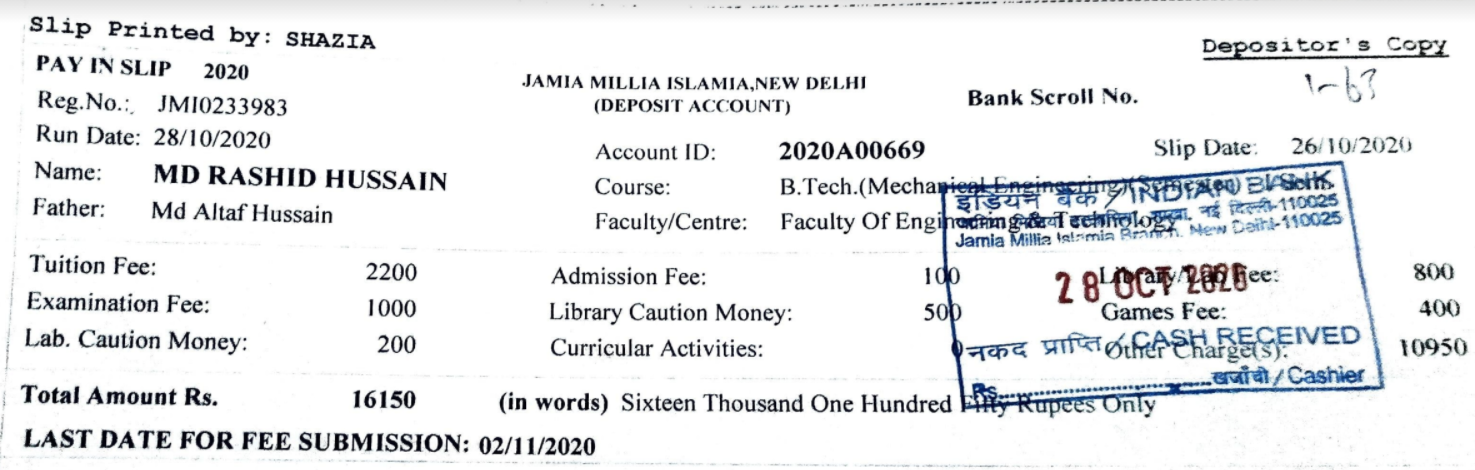 Slip Printed by: SHAZIA
Depositor's Copy
PAY IN SLIP 2020
JAMIA MILLIA ISLAMIA,NEW DELHI
(DEPOSIT ACCOUNT)
Bank Scroll No. 1-63
Reg.No.: JMI0233983
Run Date: 28/10/2020
Account ID: 2020A00669
Slip Date: 26/10/2020
Name: MD RASHID HUSSAIN
Course: B.Tech.(Mechanical Engineering)(Semester)
Father: Md Altaf Hussain
Faculty/Centre: Faculty Of Engineering & Technology
इंडियन बैंक / INDIAN BANK
नई दिल्ली-110025
Jamia Millia Islamia Branch, New Delhi-110025
Tuition Fee: 2200 Admission Fee: 100 Library/Lab Fee: 800
28 OCT 2020
Examination Fee: 1000 Library Caution Money: 500 Games Fee: 400
Lab. Caution Money: 200 Curricular Activities: 0 Other Charge(s): 10950
नकद प्राप्ति / CASH RECEIVED
Rs. खजाँची / Cashier
Total Amount Rs. 16150 (in words) Sixteen Thousand One Hundred Fifty Rupees Only
LAST DATE FOR FEE SUBMISSION: 02/11/2020